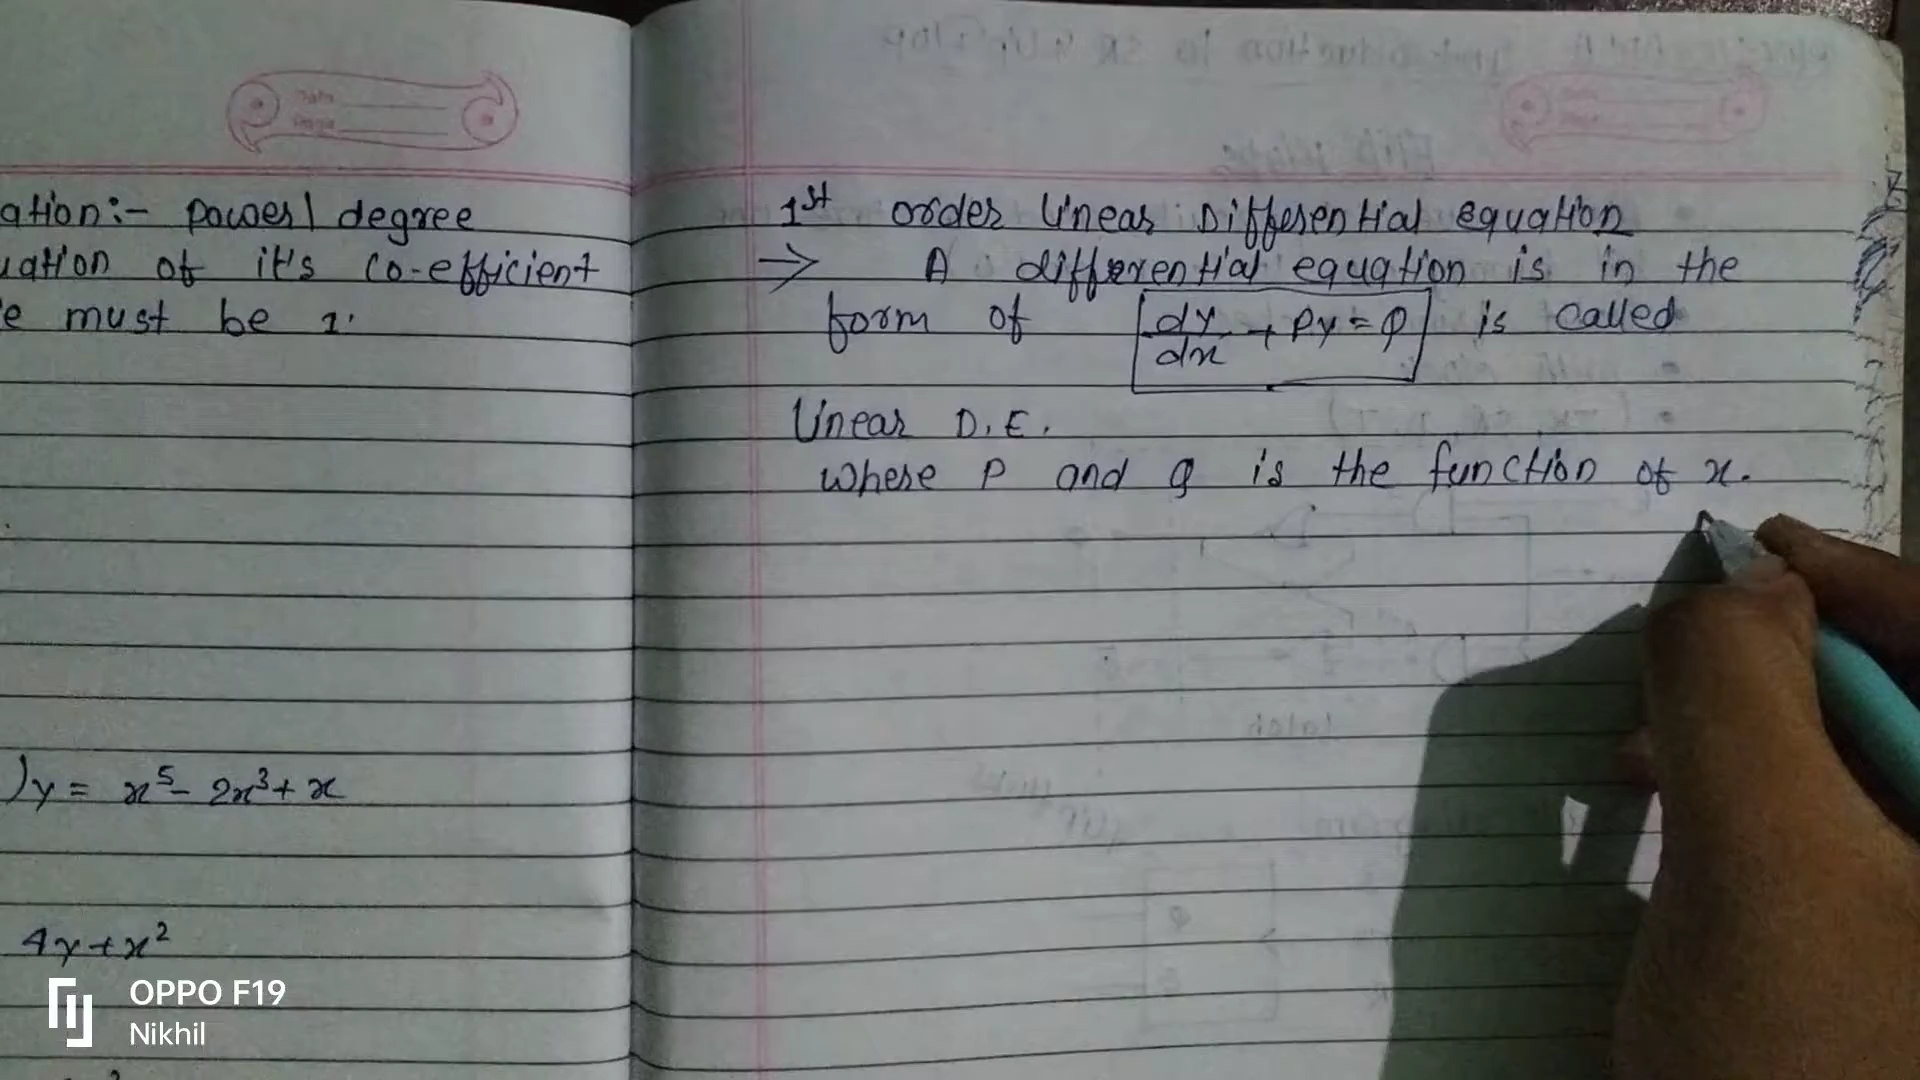 ation:- power/ degree
uation of it's co-efficient
e must be 1.
)y = x⁵- 2x³+ x
4y+x²
1st order linear Differential equation
→ A differential equation is in the
form of dy/dx + Py = Q is called
linear D.E.
where P and Q is the function of x.
OPPO F19
Nikhil